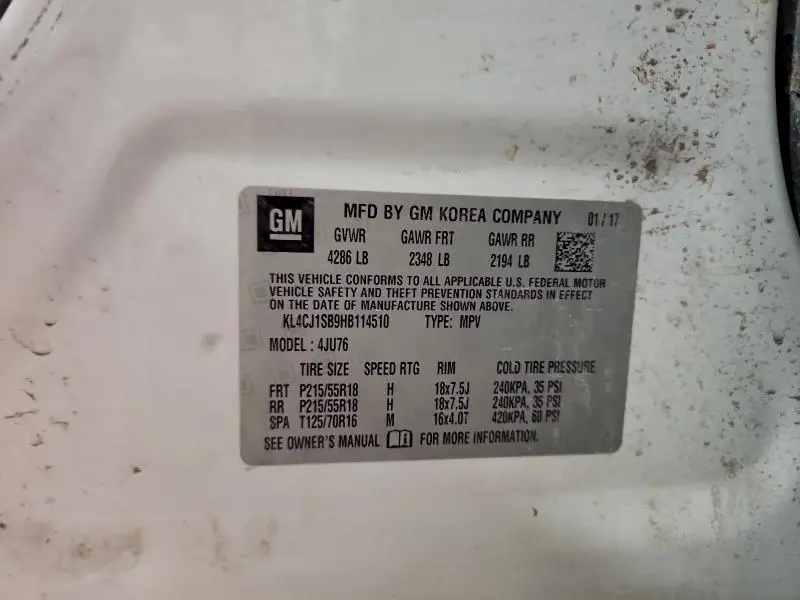 GM
MFD BY GM KOREA COMPANY 01 / 17
GVWR GAWR FRT GAWR RR
4286 LB 2348 LB 2194 LB
THIS VEHICLE CONFORMS TO ALL APPLICABLE U.S. FEDERAL MOTOR
VEHICLE SAFETY AND THEFT PREVENTION STANDARDS IN EFFECT
ON THE DATE OF MANUFACTURE SHOWN ABOVE.
KL4CJ1SB9HB114510 TYPE: MPV
MODEL : 4JU76
TIRE SIZE SPEED RTG RIM COLD TIRE PRESSURE
FRT P215/55R18 H 18x7.5J 240KPA, 35 PSI
RR P215/55R18 H 18x7.5J 240KPA, 35 PSI
SPA T125/70R16 M 16x4.0T 420KPA, 60 PSI
SEE OWNER'S MANUAL FOR MORE INFORMATION.